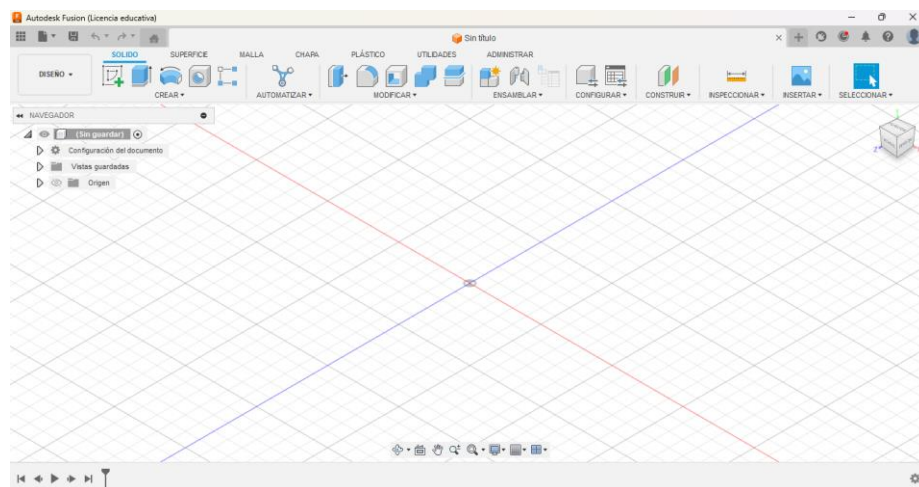 Autodesk Fusion (Licencia educativa)
Sin título
SOLIDO SUPERFICIE MALLA CHAPA PLÁSTICO UTILIDADES ADMINISTRAR
DISEÑO
CREAR AUTOMATIZAR MODIFICAR ENSAMBLAR CONFIGURAR CONSTRUIR INSPECCIONAR INSERTAR SELECCIONAR
NAVEGADOR
(Sin guardar)
Configuración del documento
Vistas guardadas
Origen
Z